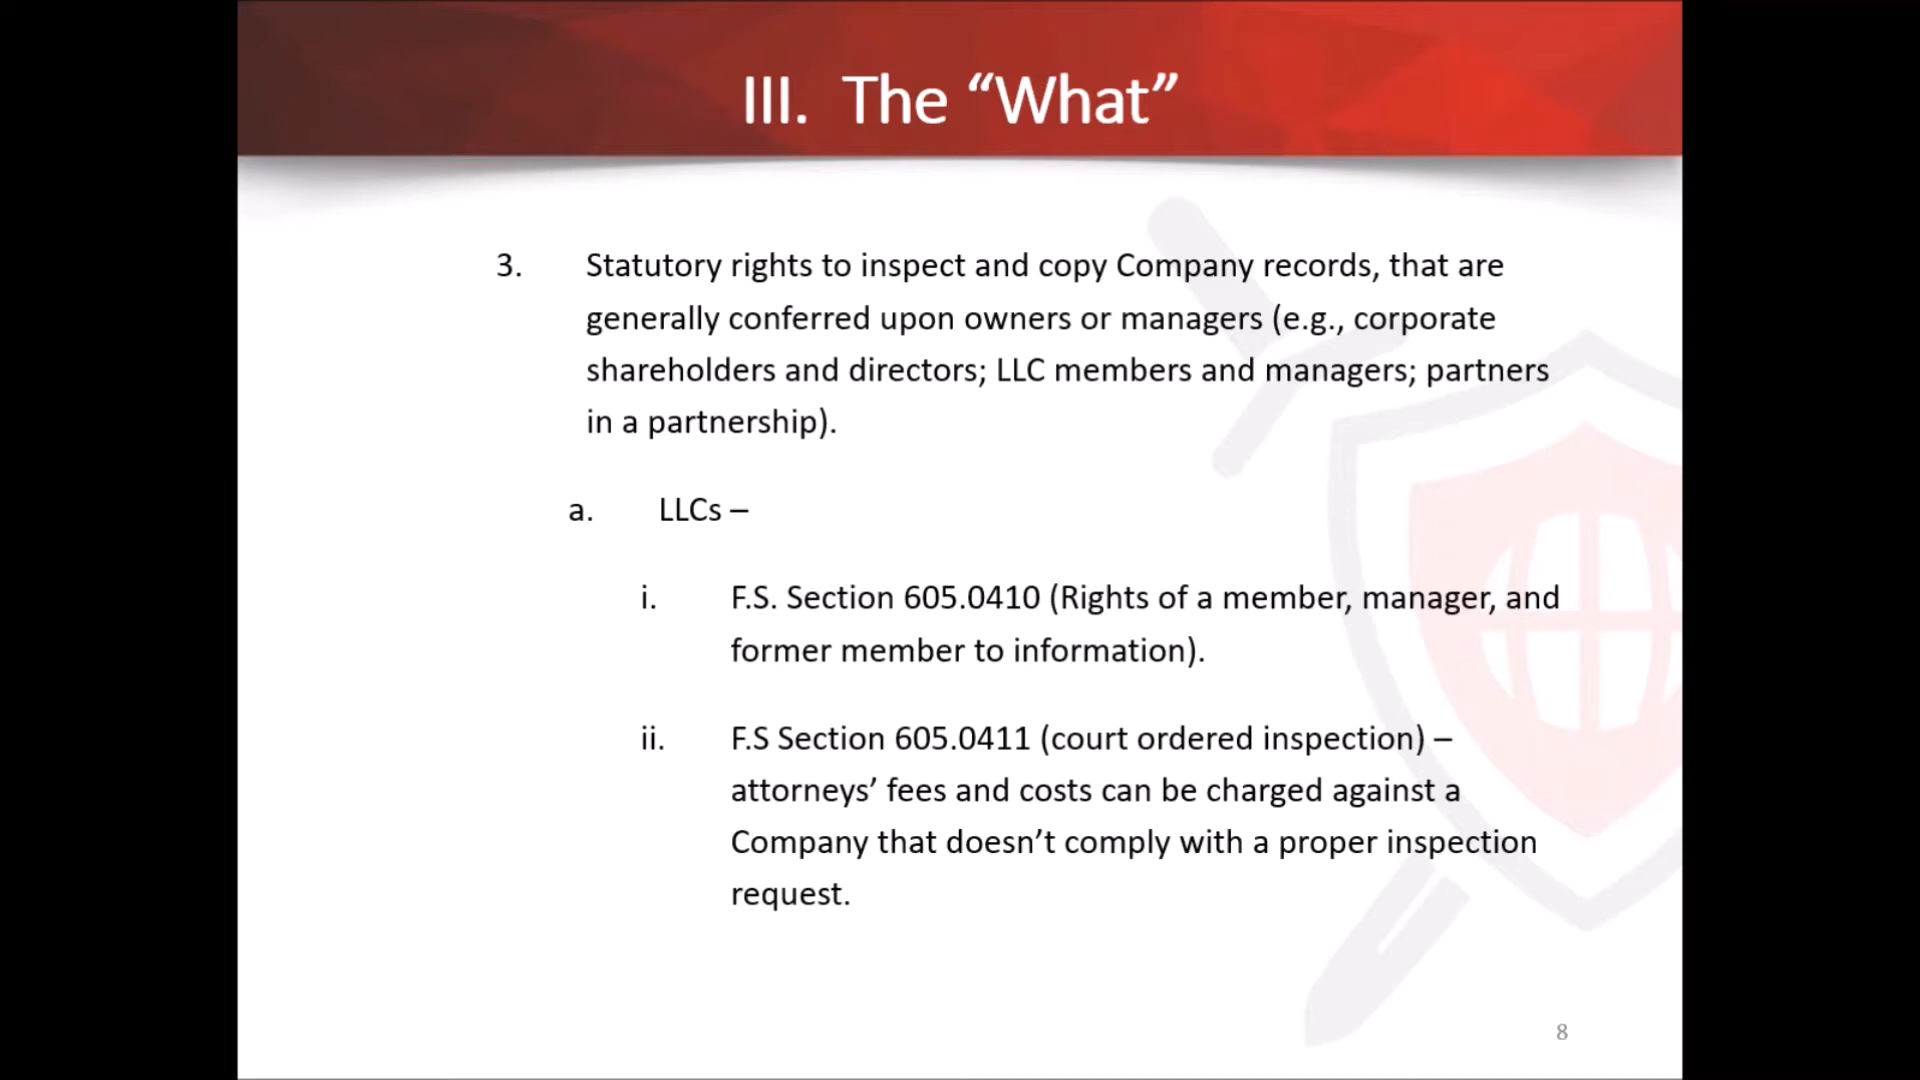 III. The “What”
3. Statutory rights to inspect and copy Company records, that are
generally conferred upon owners or managers (e.g., corporate
shareholders and directors; LLC members and managers; partners
in a partnership).
a. LLCs –
i. F.S. Section 605.0410 (Rights of a member, manager, and
former member to information).
ii. F.S Section 605.0411 (court ordered inspection) –
attorneys’ fees and costs can be charged against a
Company that doesn’t comply with a proper inspection
request.
8